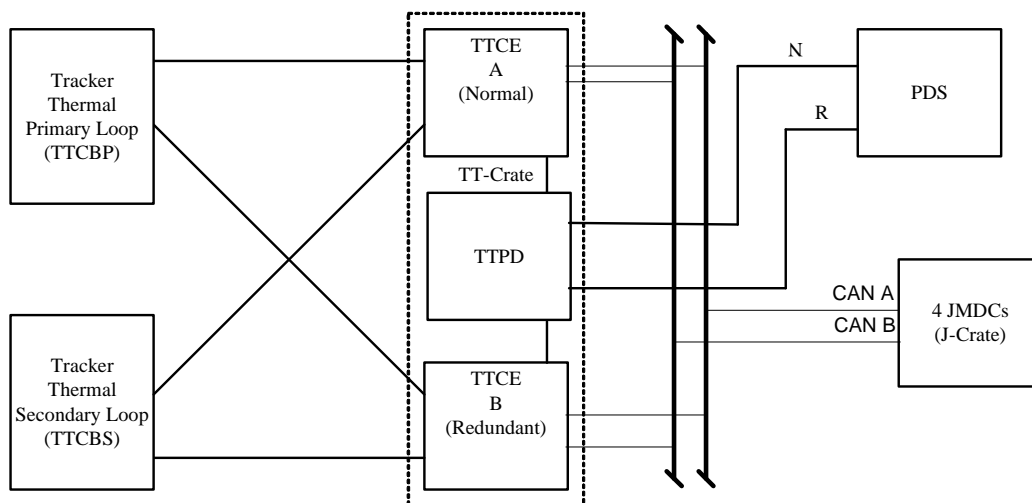 Tracker
Thermal
Primary Loop
(TTCBP)
TTCE
A
(Normal)
N
R
PDS
TT-Crate
TTPD
CAN A
CAN B
4 JMDCs
(J-Crate)
Tracker
Thermal
Secondary Loop
(TTCBS)
TTCE
B
(Redundant)